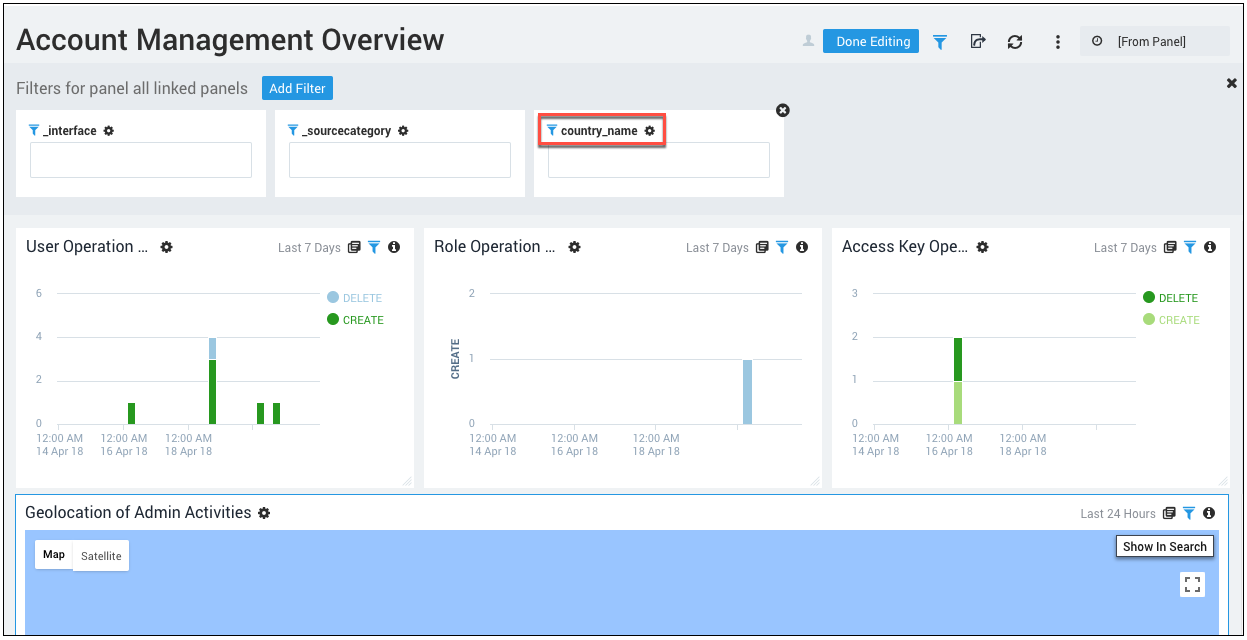 Account Management Overview
Done Editing
[From Panel]
Filters for panel all linked panels
Add Filter
_interface
_sourcecategory
country_name
User Operation ...
Last 7 Days
6
4
2
0
12:00 AM
14 Apr 18
12:00 AM
16 Apr 18
12:00 AM
18 Apr 18
DELETE
CREATE
Role Operation ...
Last 7 Days
CREATE
2
1
0
12:00 AM
14 Apr 18
12:00 AM
16 Apr 18
12:00 AM
18 Apr 18
Access Key Ope...
Last 7 Days
3
2
1
0
12:00 AM
14 Apr 18
12:00 AM
16 Apr 18
12:00 AM
18 Apr 18
DELETE
CREATE
Geolocation of Admin Activities
Last 24 Hours
Map
Satellite
Show In Search